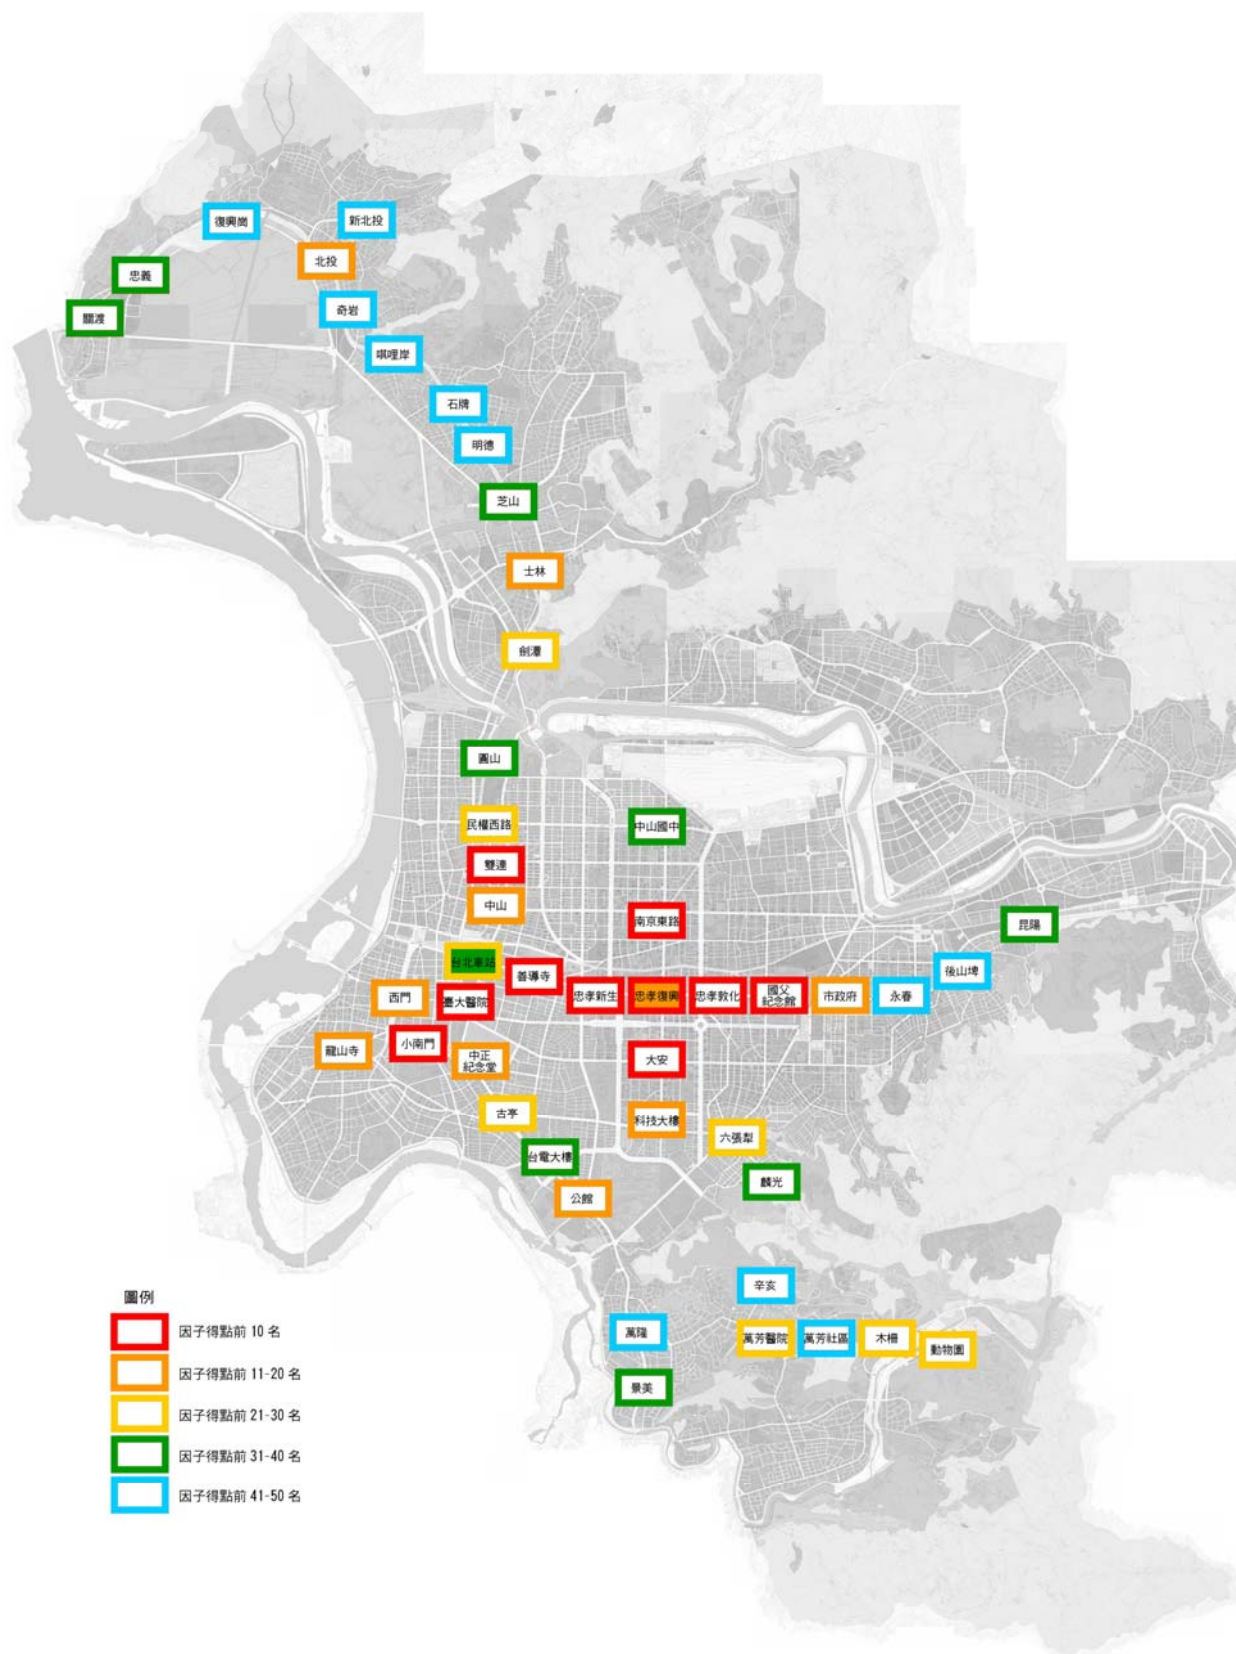 復興崗
新北投
北投
忠義
關渡
奇岩
唭哩岸
石牌
明德
芝山
士林
劍潭
圓山
民權西路
中山國中
雙連
中山
南京東路
昆陽
台北車站
善導寺
後山埤
西門
臺大醫院
忠孝新生
忠孝復興
忠孝敦化
國父
紀念館
市政府
永春
龍山寺
小南門
中正
紀念堂
大安
古亭
科技大樓
六張犁
台電大樓
麟光
公館
辛亥
萬隆
萬芳醫院
萬芳社區
木柵
動物園
景美
圖例
因子得點前 10 名
因子得點前 11-20 名
因子得點前 21-30 名
因子得點前 31-40 名
因子得點前 41-50 名